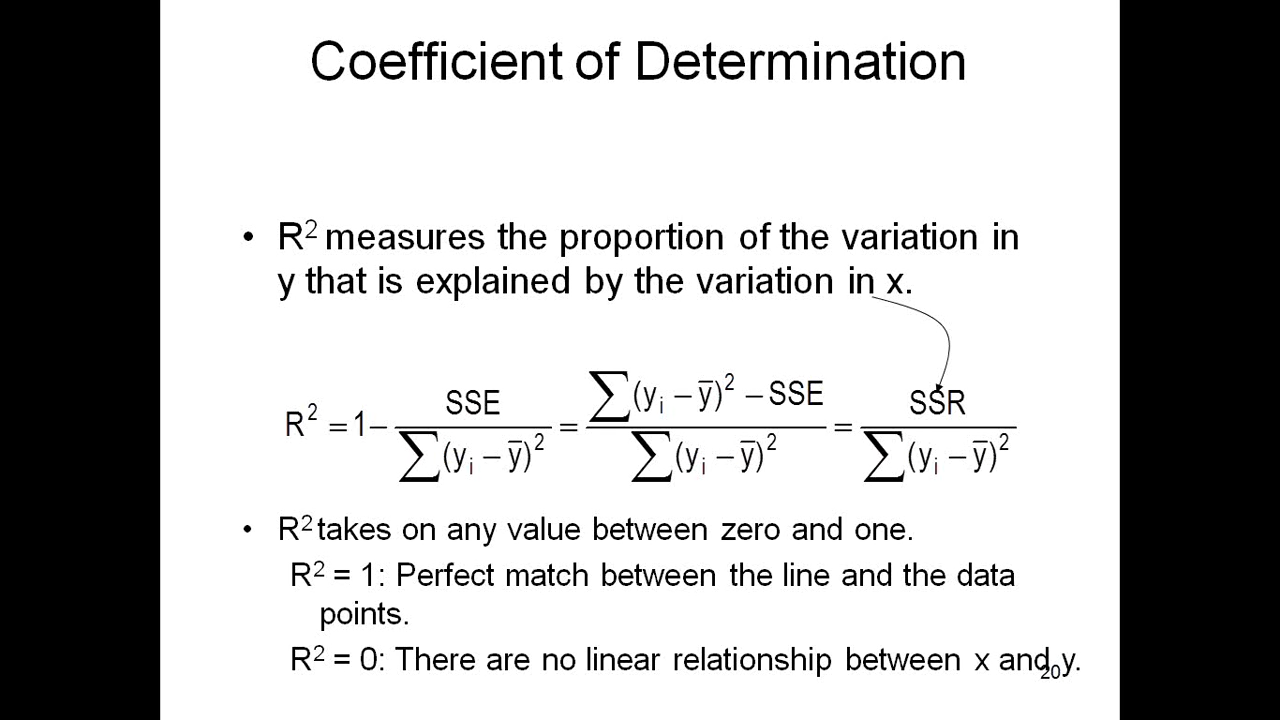 Coefficient of Determination
• R² measures the proportion of the variation in
y that is explained by the variation in x.
R² = 1 − SSE / ∑(yᵢ − ȳ)² = (∑(yᵢ − ȳ)² − SSE) / ∑(yᵢ − ȳ)² = SSR / ∑(yᵢ − ȳ)²
• R² takes on any value between zero and one.
R² = 1: Perfect match between the line and the data
points.
R² = 0: There are no linear relationship between x and y.
20